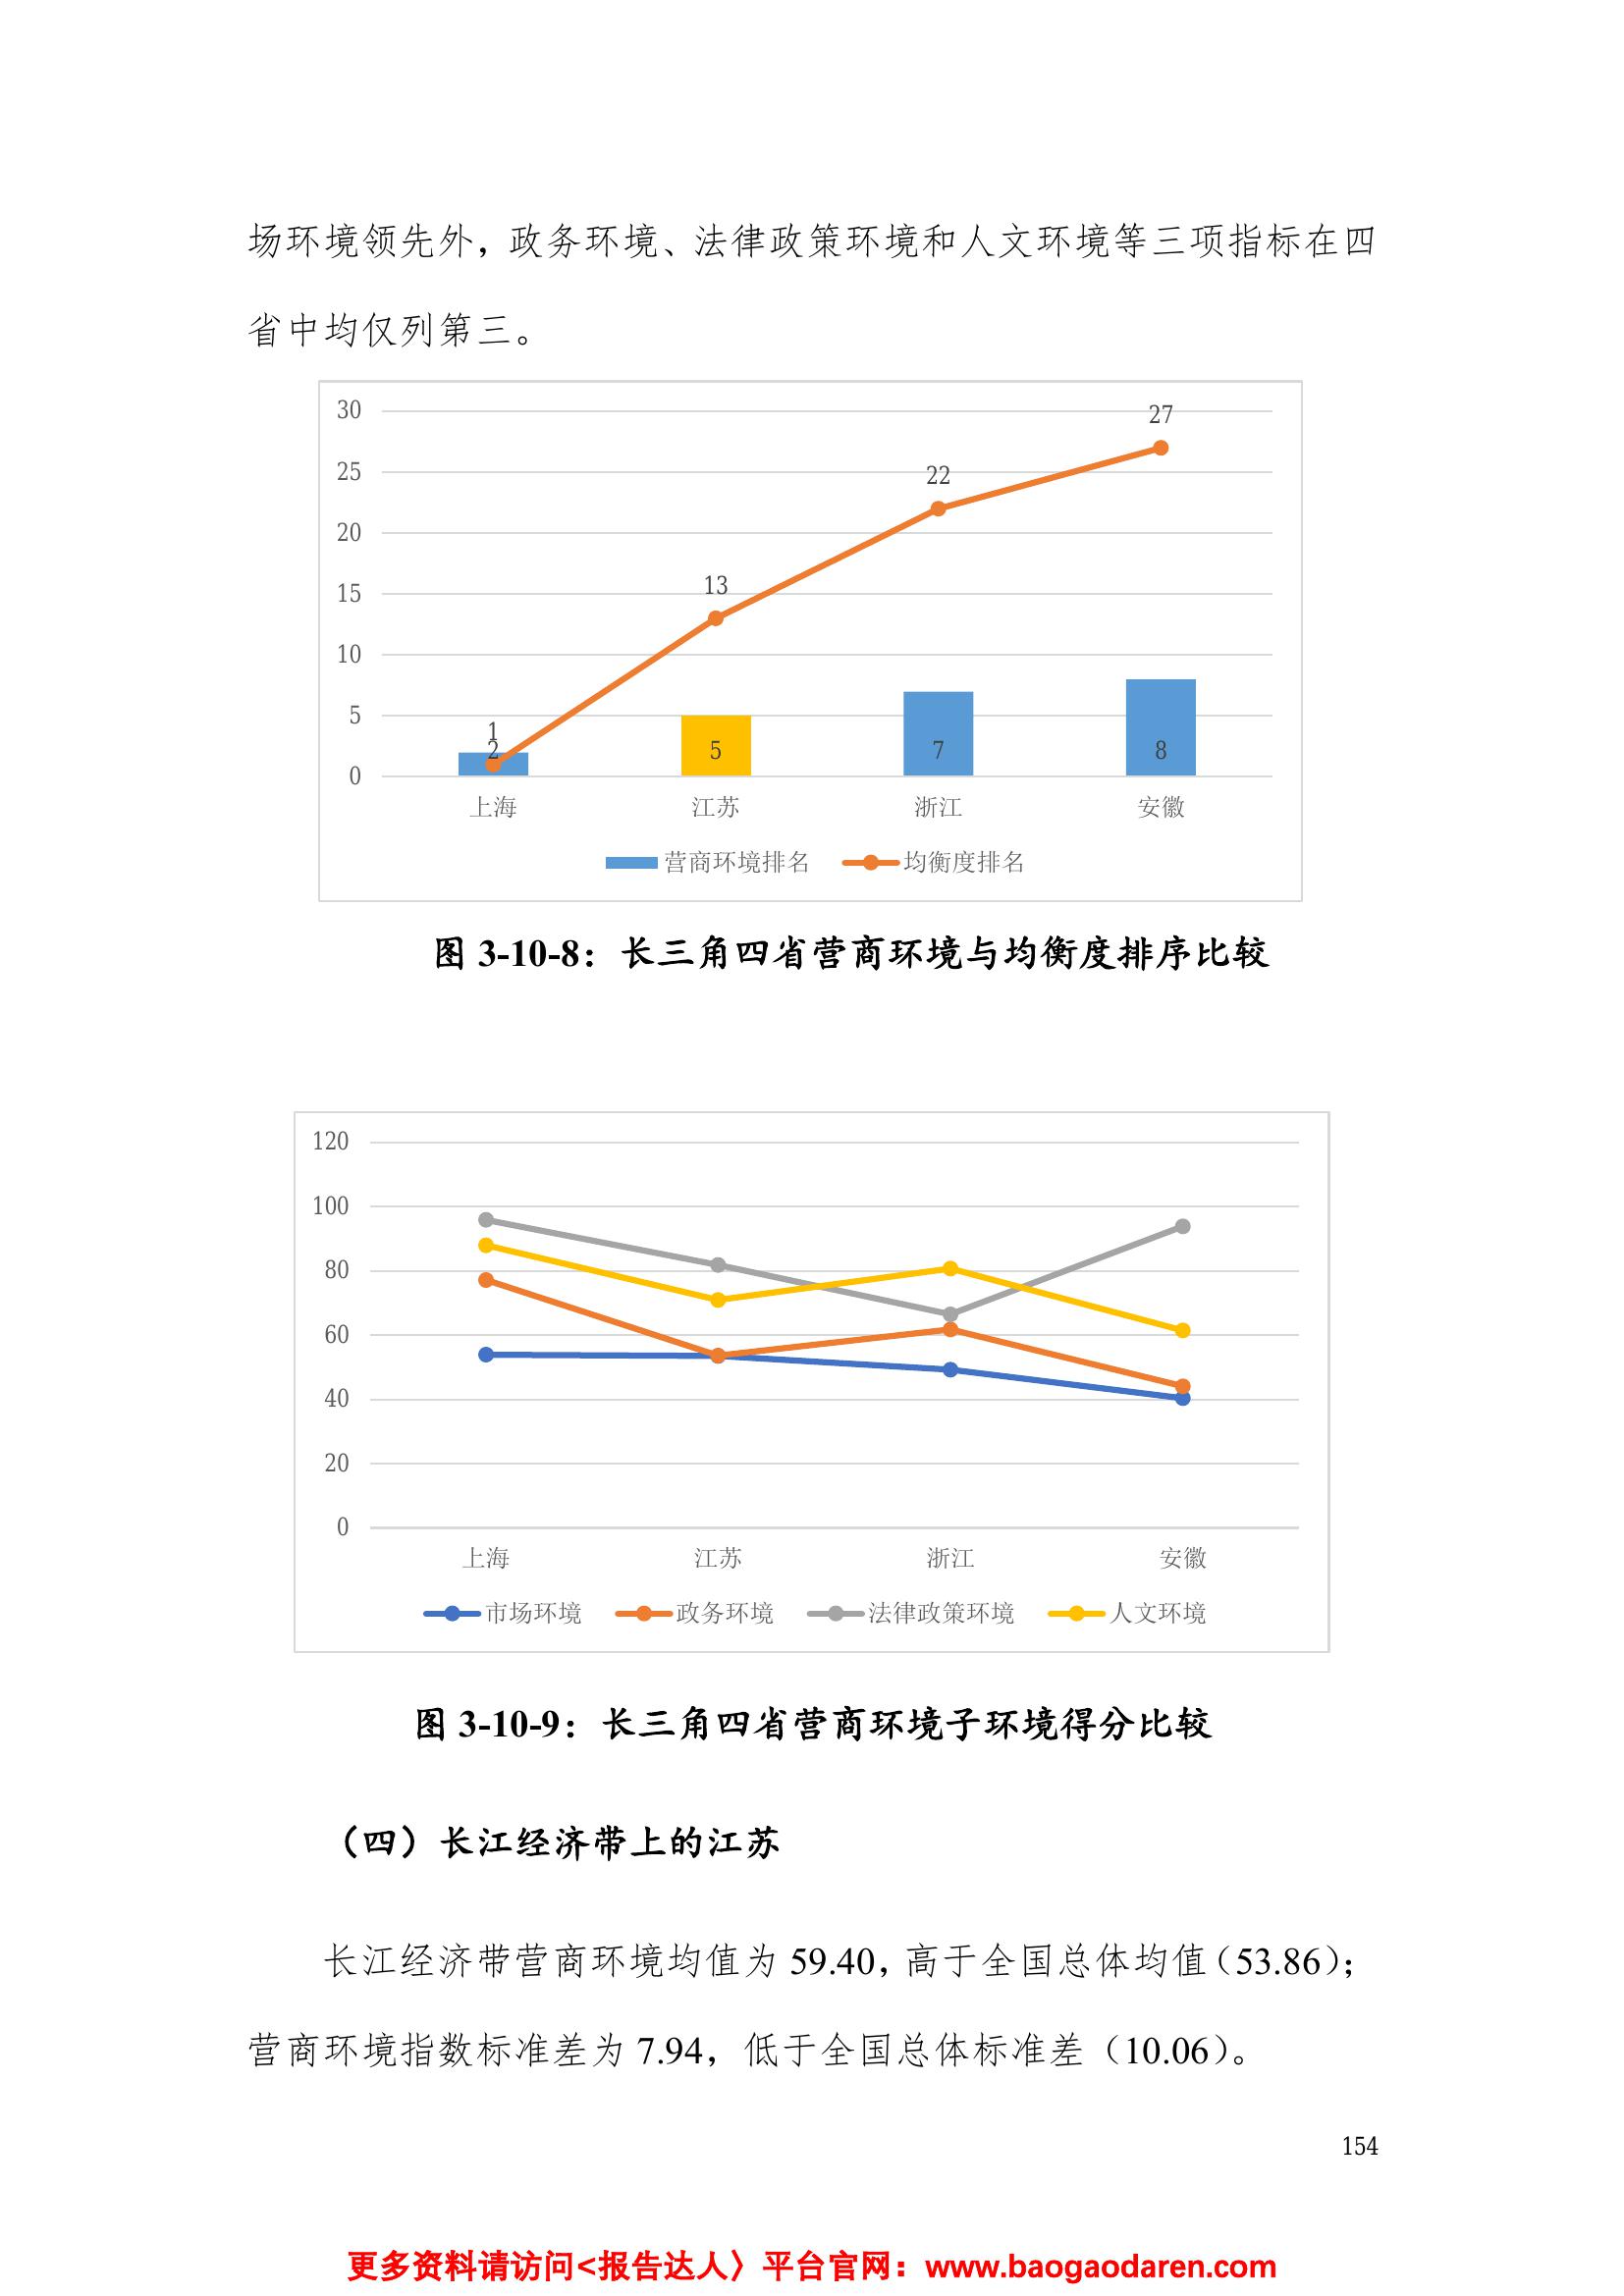 场环境领先外，政务环境、法律政策环境和人文环境等三项指标在四
省中均仅列第三。
30
25
20
15
10
5
0
27
22
13
1
2
5
7
8
上海 江苏 浙江 安徽
营商环境排名 均衡度排名
图 3-10-8：长三角四省营商环境与均衡度排序比较
120
100
80
60
40
20
0
上海 江苏 浙江 安徽
市场环境 政务环境 法律政策环境 人文环境
图 3-10-9：长三角四省营商环境子环境得分比较
（四）长江经济带上的江苏
长江经济带营商环境均值为 59.40，高于全国总体均值（53.86）；
营商环境指数标准差为 7.94，低于全国总体标准差（10.06）。
154
更多资料请访问<报告达人〉平台官网：www.baogaodaren.com